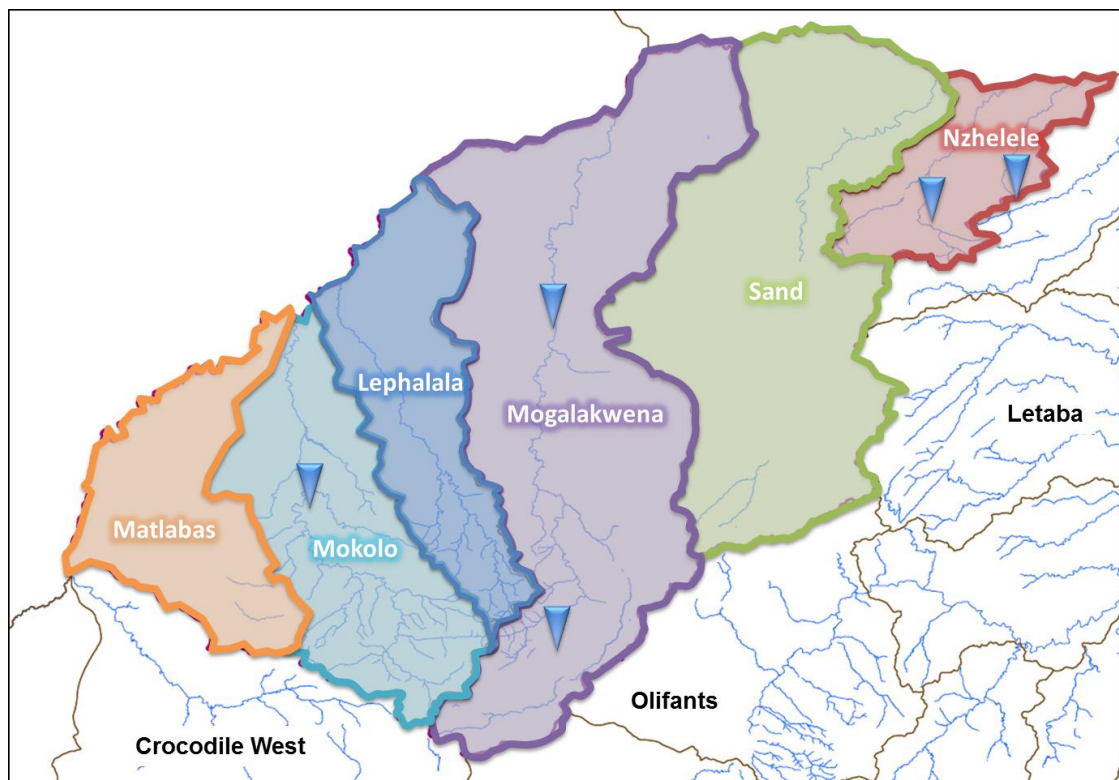 Nzhelele
Sand
Lephalala
Mogalakwena
Letaba
Matlabas
Mokolo
Olifants
Crocodile West